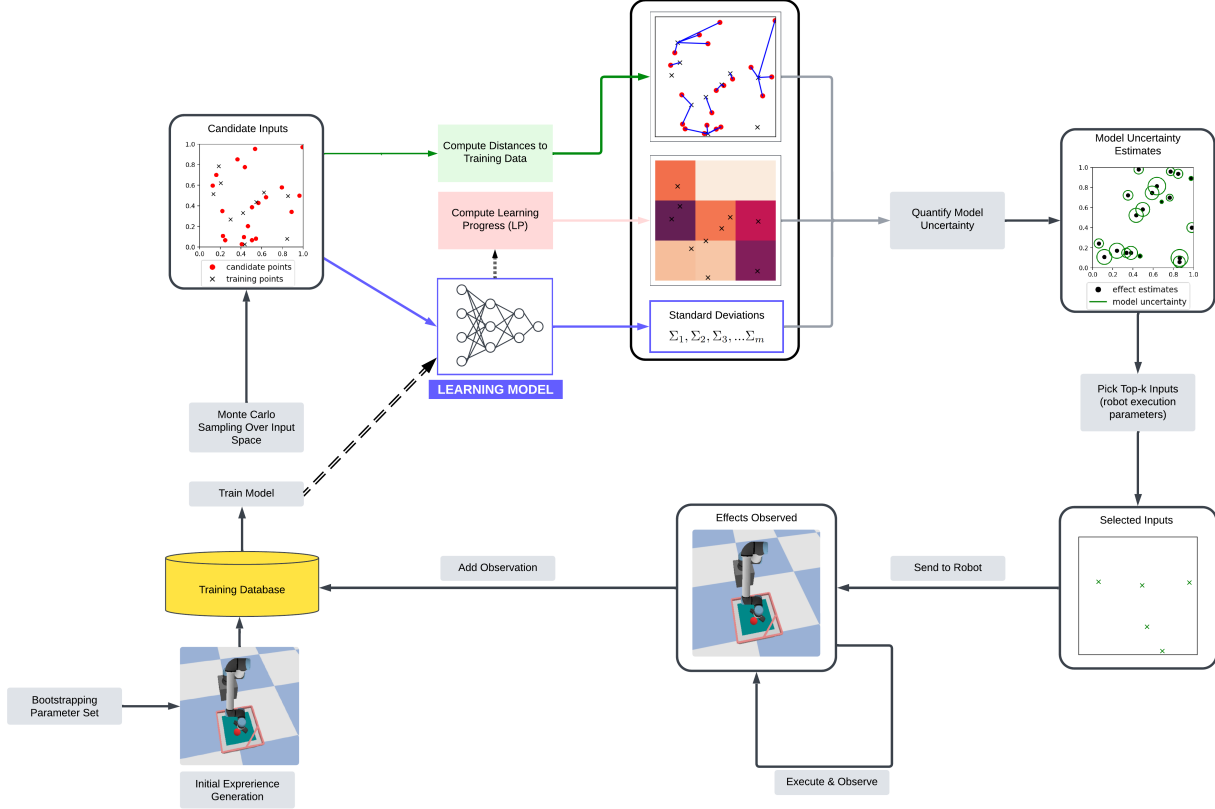 Candidate Inputs
1.0
0.8
0.6
0.4
0.2
0.0
0.0 0.2 0.4 0.6 0.8 1.0
candidate points
training points
Compute Distances to
Training Data
Compute Learning
Progress (LP)
LEARNING MODEL
Standard Deviations
Σ1, Σ2, Σ3, ...Σm
Quantify Model
Uncertainty
Model Uncertainty
Estimates
1.0
0.8
0.6
0.4
0.2
0.0
0.0 0.2 0.4 0.6 0.8 1.0
effect estimates
model uncertainty
Monte Carlo
Sampling Over Input
Space
Pick Top-k Inputs
(robot execution
parameters)
Train Model
Effects Observed
Selected Inputs
Training Database
Add Observation
Send to Robot
Bootstrapping
Parameter Set
Initial Exprerience
Generation
Execute & Observe